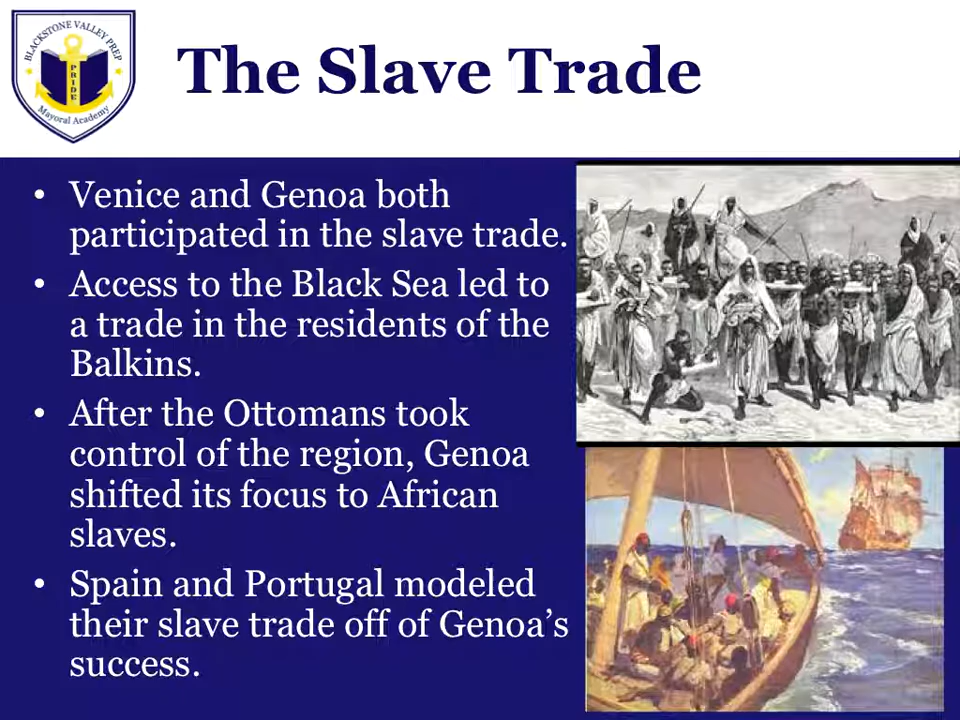 BLACKSTONE VALLEY PREP
PRIDE
Mayoral Academy
The Slave Trade
• Venice and Genoa both
participated in the slave trade.
• Access to the Black Sea led to
a trade in the residents of the
Balkins.
• After the Ottomans took
control of the region, Genoa
shifted its focus to African
slaves.
• Spain and Portugal modeled
their slave trade off of Genoa’s
success.